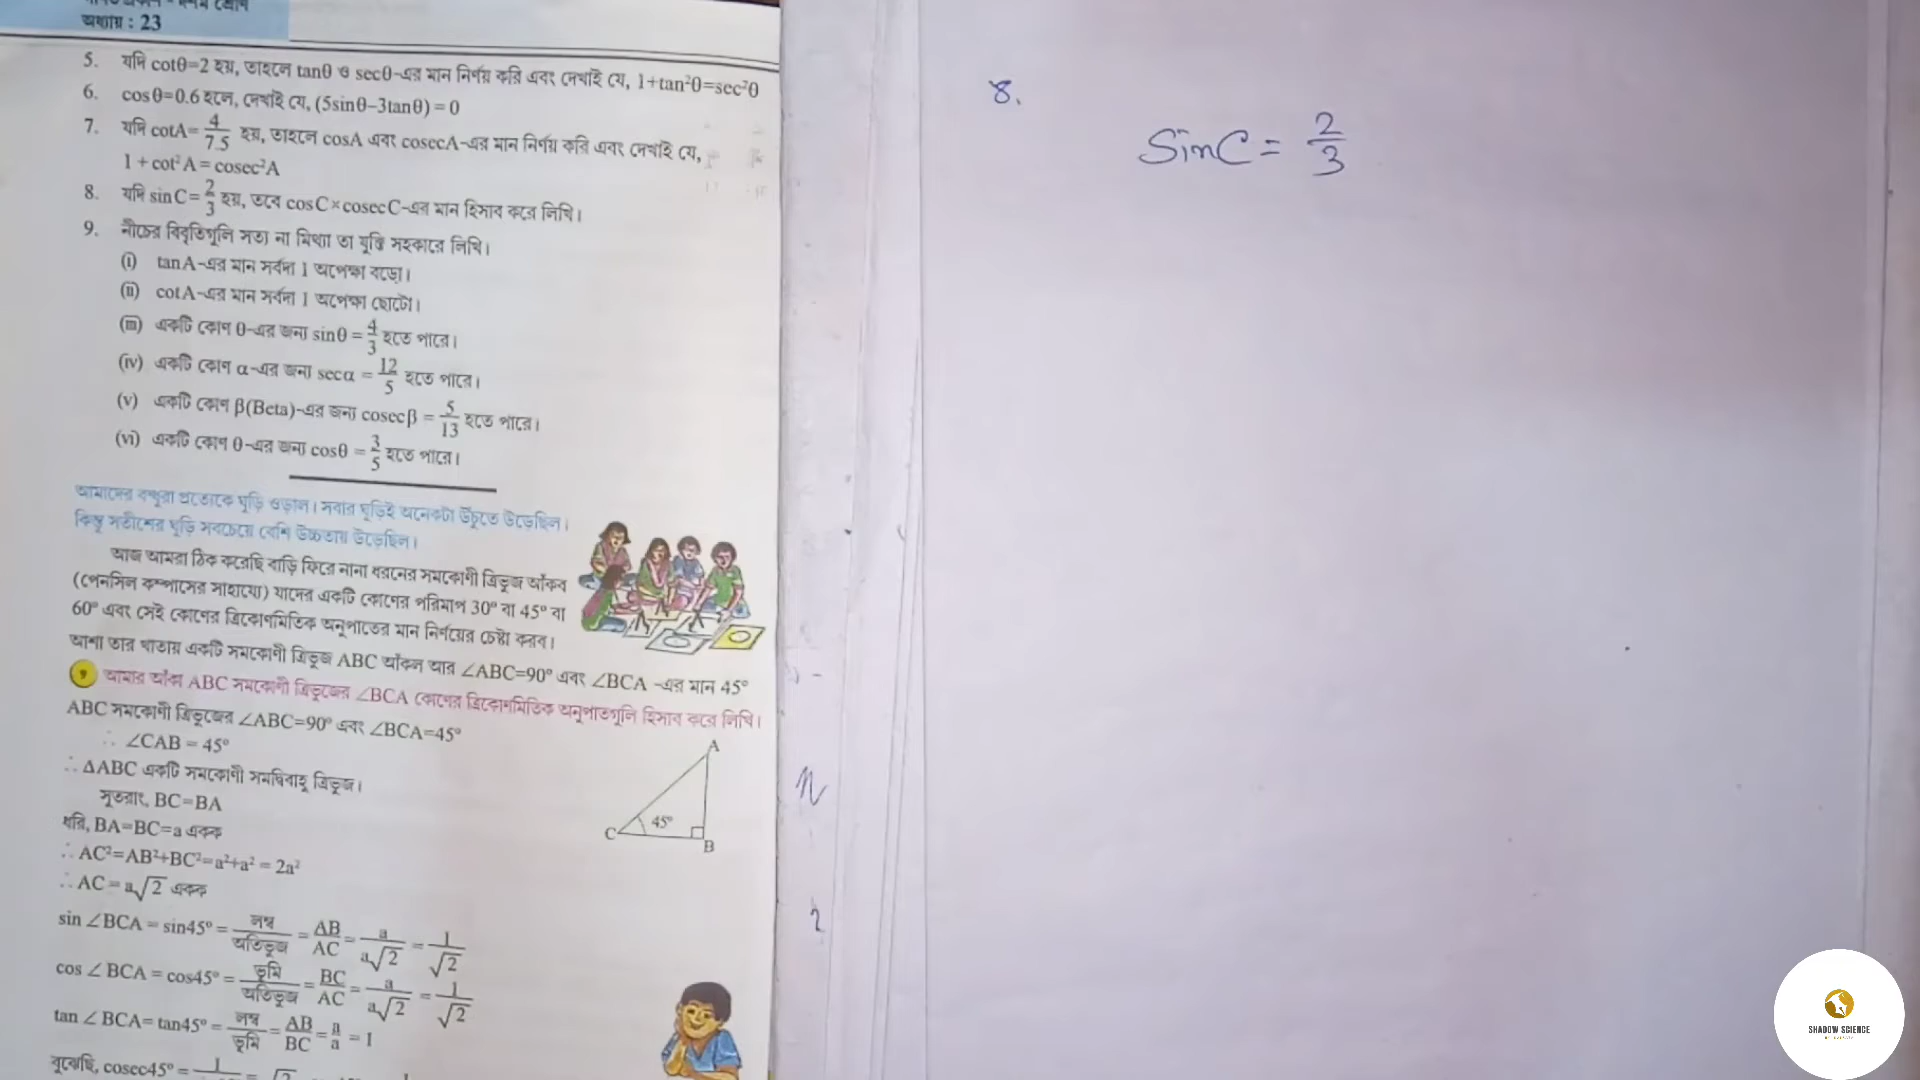 অধ্যায় : 23
5. যদি cotθ=2 হয়, তাহলে tanθ ও secθ-এর মান নির্ণয় করি এবং দেখাই যে, 1+tan²θ=sec²θ
6. cosθ=0.6 হলে, দেখাই যে, (5sinθ–3tanθ) = 0
7. যদি cotA= 4/7.5 হয়, তাহলে cosA এবং cosecA-এর মান নির্ণয় করি এবং দেখাই যে,
1 + cot²A = cosec²A
8. যদি sinC= 2/3 হয়, তবে cosC×cosecC-এর মান হিসাব করে লিখি।
9. নীচের বিবৃতিগুলি সত্য না মিথ্যা তা যুক্তি সহকারে লিখি।
(i) tanA-এর মান সর্বদা 1 অপেক্ষা বড়ো।
(ii) cotA-এর মান সর্বদা 1 অপেক্ষা ছোটো।
(iii) একটি কোণ θ-এর জন্য sinθ = 4/3 হতে পারে।
(iv) একটি কোণ α-এর জন্য secα = 12/5 হতে পারে।
(v) একটি কোণ β(Beta)-এর জন্য cosecβ = 5/13 হতে পারে।
(vi) একটি কোণ θ-এর জন্য cosθ = 3/5 হতে পারে।
আমাদের বন্ধুরা প্রত্যেকে ঘুড়ি ওড়াল। সবার ঘুড়িই অনেকটা উঁচুতে উড়েছিল।
কিন্তু সতীশের ঘুড়ি সবচেয়ে বেশি উচ্চতায় উড়েছিল।
আজ আমরা ঠিক করেছি বাড়ি ফিরে নানা ধরনের সমকোণী ত্রিভুজ আঁকব
(পেনসিল কম্পাসের সাহায্যে) যাদের একটি কোণের পরিমাপ 30° বা 45° বা
60° এবং সেই কোণের ত্রিকোণমিতিক অনুপাতের মান নির্ণয়ের চেষ্টা করব।
আশা তার খাতায় একটি সমকোণী ত্রিভুজ ABC আঁকল আর ∠ABC=90° এবং ∠BCA -এর মান 45°
আমার আঁকা ABC সমকোণী ত্রিভুজের ∠BCA কোণের ত্রিকোণমিতিক অনুপাতগুলি হিসাব করে লিখি।
ABC সমকোণী ত্রিভুজের ∠ABC=90° এবং ∠BCA=45°
∴ ∠CAB = 45°
∴ ΔABC একটি সমকোণী সমদ্বিবাহু ত্রিভুজ।
সুতরাং, BC=BA
ধরি, BA=BC=a একক
∴ AC²=AB²+BC²=a²+a² = 2a²
∴ AC = a√2 একক
sin ∠BCA = sin45° = লম্ব/অতিভুজ = AB/AC = a/a√2 = 1/√2
cos ∠BCA = cos45° = ভূমি/অতিভুজ = BC/AC = a/a√2 = 1/√2
tan ∠BCA= tan45° = লম্ব/ভূমি = AB/BC = a/a = 1
বুঝেছি, cosec45° =
A
45°
C
B
8.
SinC = 2/3
SHADOW SCIENCE